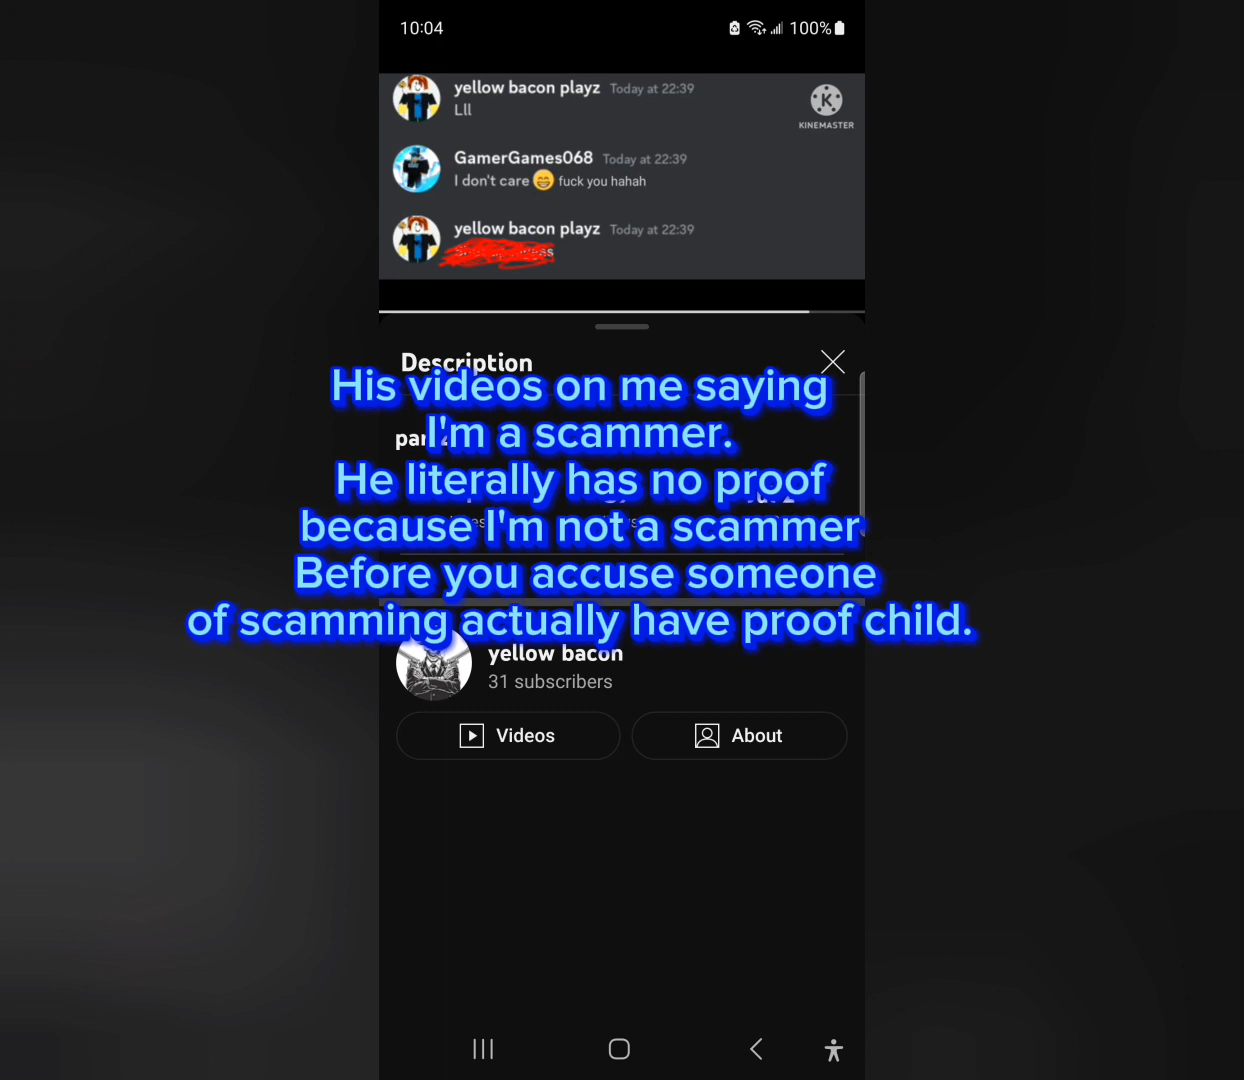 10:04
100%
yellow bacon playz Today at 22:39
Lll
KINEMASTER
GamerGames068 Today at 22:39
I don't care 😁 fuck you hahah
yellow bacon playz Today at 22:39
Description
His videos on me saying
I'm a scammer.
He literally has no proof
because I'm not a scammer
Before you accuse someone
of scamming actually have proof child.
yellow bacon
31 subscribers
Videos
About